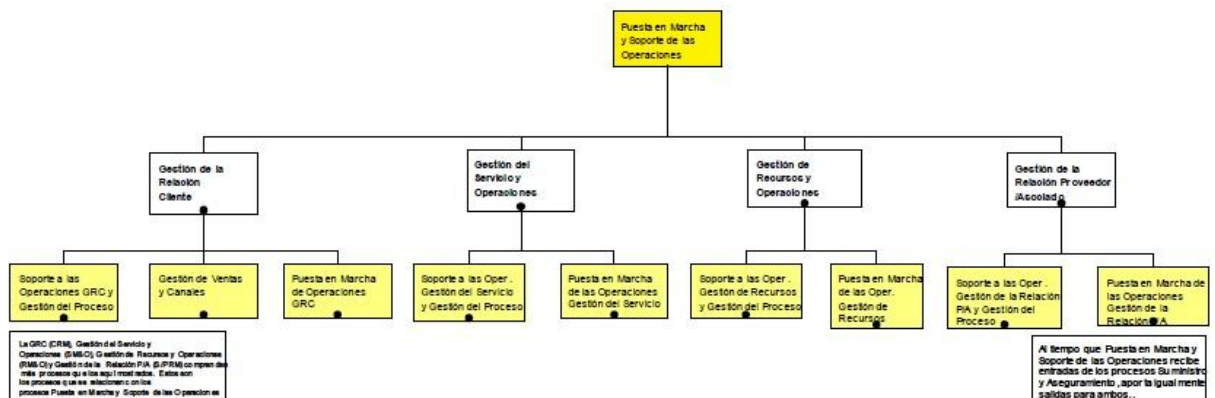 Puesta en Marcha
y Soporte de las
Operaciones
Gestión de la
Relación
Cliente
Gestión del
Servicio y
Operaciones
Gestión de
Recursos y
Operaciones
Gestión de la
Relación Proveedor
/Asociado
Soporte a las
Operaciones GRC y
Gestión del Proceso
Gestión de Ventas
y Canales
Puesta en Marcha
de Operaciones
GRC
Soporte a las Oper .
Gestión del Servicio
y Gestión del Proceso
Puesta en Marcha
de las Operaciones
Gestión del Servicio
Soporte a las Oper .
Gestión de Recursos
y Gestión del Proceso
Puesta en Marcha
de las Oper.
Gestión de
Recursos
Soporte a las Oper .
Gestión de la Relación
P/A y Gestión del
Proceso
Puesta en Marcha de
las Operaciones
Gestión de la
Relación P/A
La GRC (CRM), Gestión del Servicio y
Operaciones (SM&O), Gestión de Recursos y Operaciones
(RM&O) y Gestión de la Relación P/A (S/PRM) comprenden
más procesos que los aquí mostrados. Estos son
los procesos que se relacionan con los
procesos Puesta en Marcha y Soporte de las Operaciones
Al tiempo que Puesta en Marcha y
Soporte de las Operaciones recibe
entradas de los procesos Suministro
y Aseguramiento , aporta igualmente
salidas para ambos. .